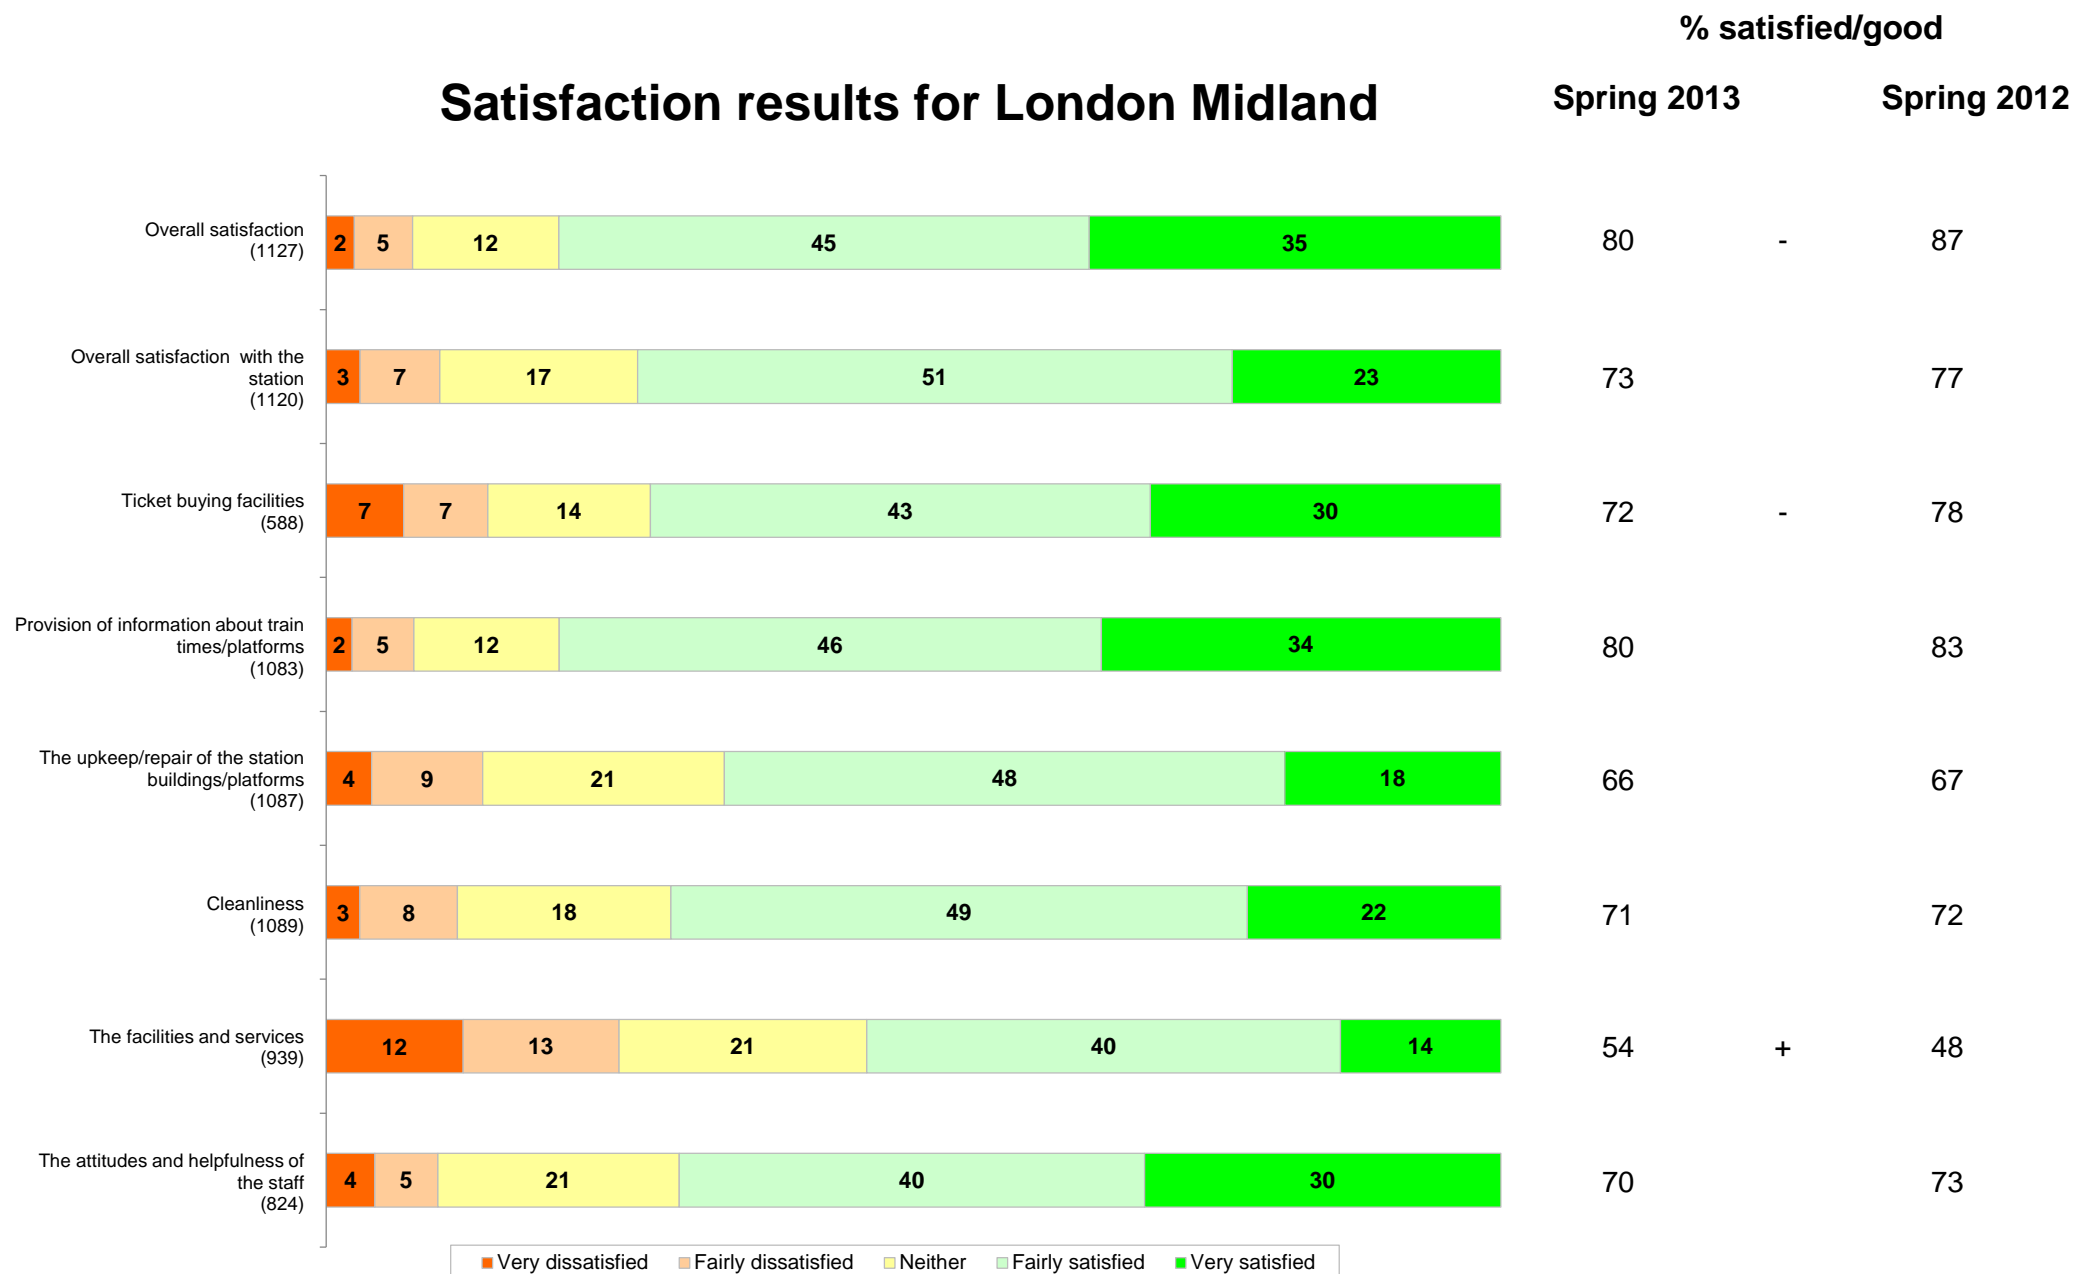 % satisfied/good
Satisfaction results for London Midland
Spring 2013
Spring 2012
Overall satisfaction
(1127)
2 5 12 45 35 80 - 87
Overall satisfaction  with the
station
(1120)
3 7 17 51 23 73 77
Ticket buying facilities
(588)
7 7 14 43 30 72 - 78
Provision of information about train
times/platforms
(1083)
2 5 12 46 34 80 83
The upkeep/repair of the station
buildings/platforms
(1087)
4 9 21 48 18 66 67
Cleanliness
(1089)
3 8 18 49 22 71 72
The facilities and services
(939)
12 13 21 40 14 54 + 48
The attitudes and helpfulness of
the staff
(824)
4 5 21 40 30 70 73
Very dissatisfied Fairly dissatisfied Neither Fairly satisfied Very satisfied